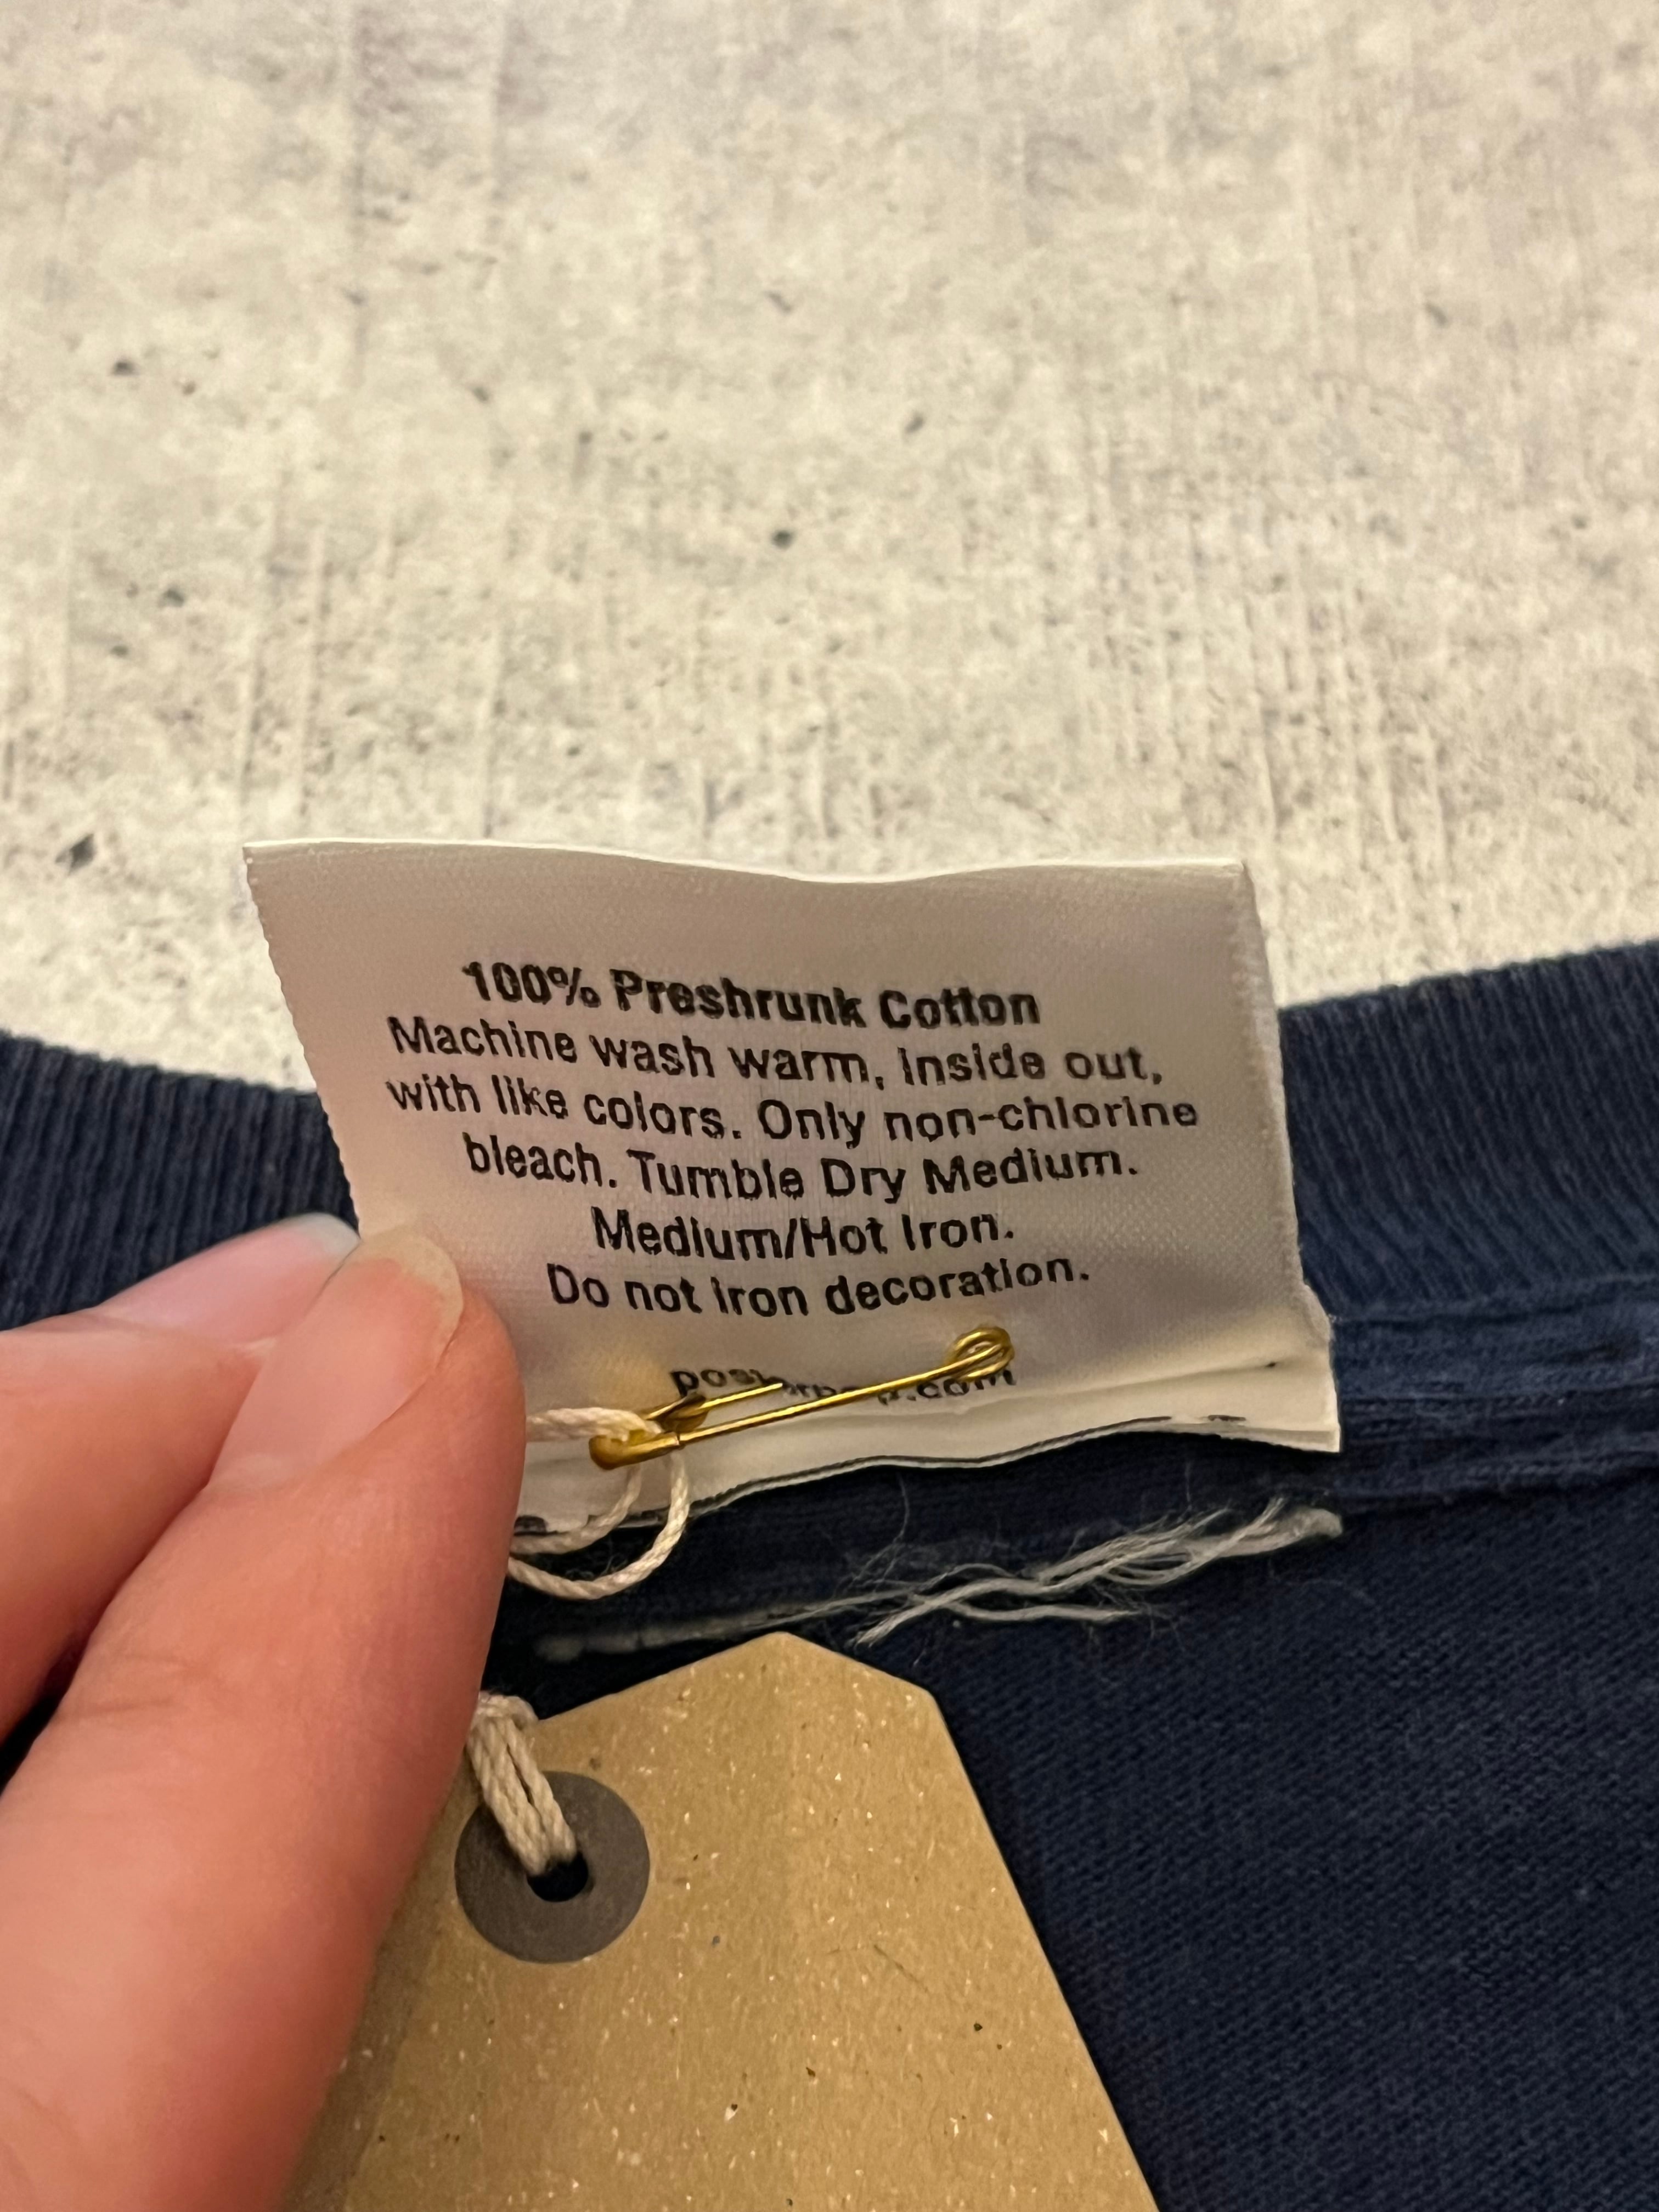 100% Preshrunk Cotton
Machine wash warm, inside out,
with like colors. Only non-chlorine
bleach. Tumble Dry Medium.
Medium/Hot Iron.
Do not iron decoration.